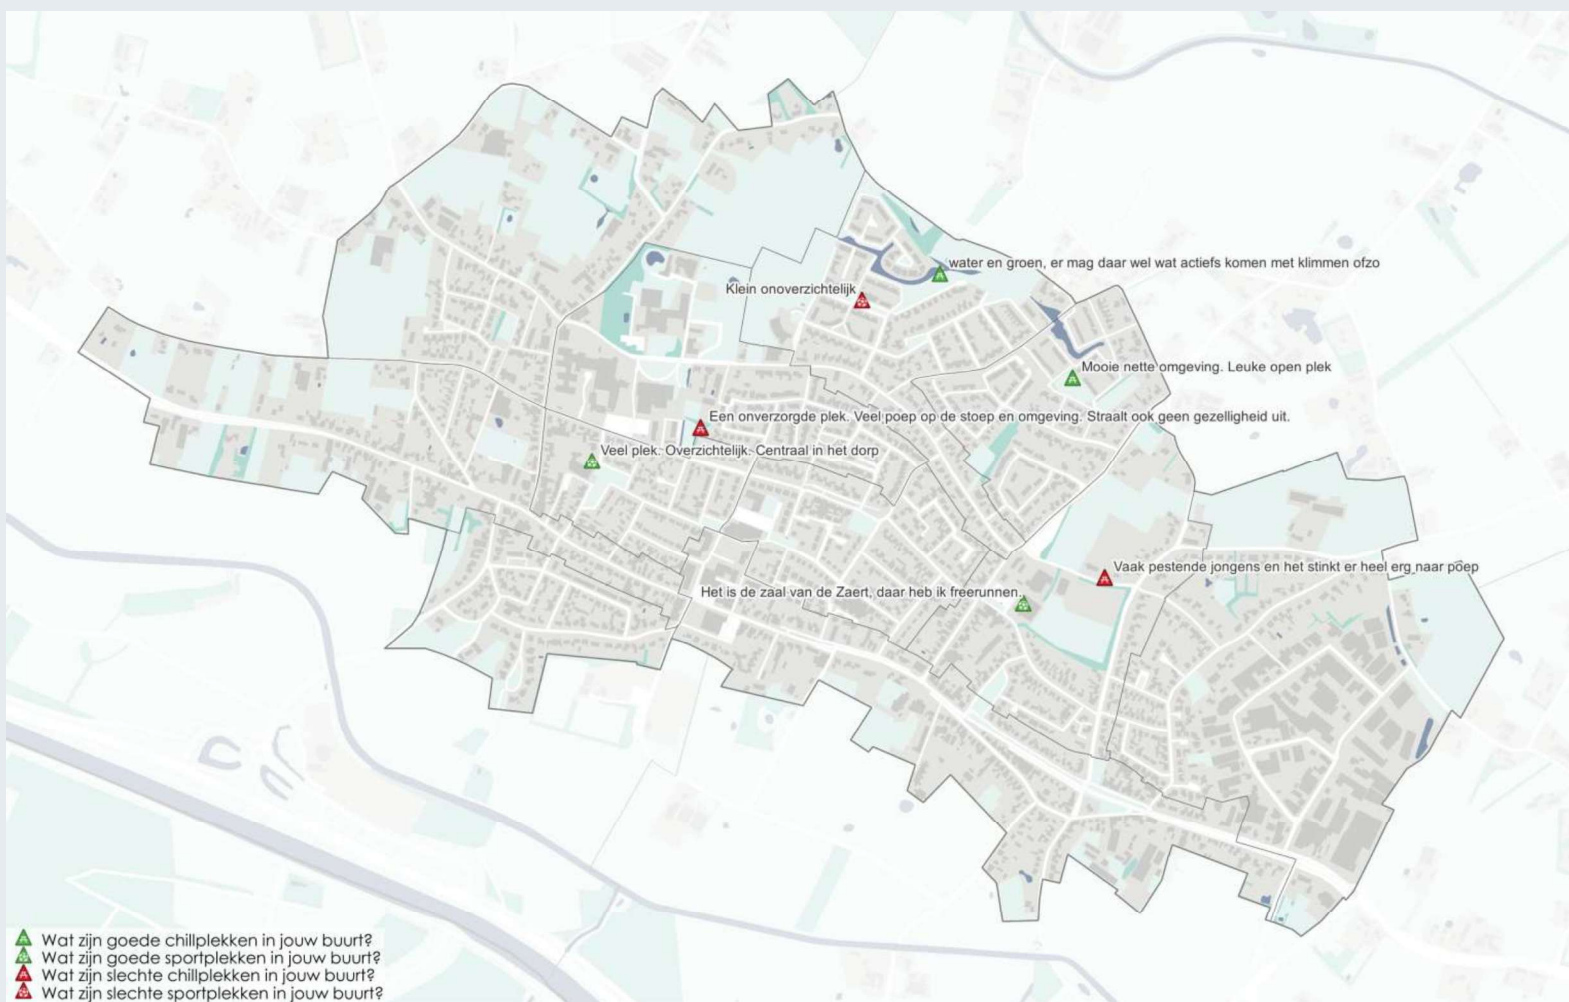 water en groen, er mag daar wel wat actiefs komen met klimmen ofzo
Klein onoverzichtelijk
Mooie nette omgeving. Leuke open plek
Een onverzorgde plek. Veel poep op de stoep en omgeving. Straalt ook geen gezelligheid uit.
Veel plek. Overzichtelijk. Centraal in het dorp
Vaak pestende jongens en het stinkt er heel erg naar poep
Het is de zaal van de Zaert, daar heb ik freerunnen.
Wat zijn goede chillplekken in jouw buurt?
Wat zijn goede sportplekken in jouw buurt?
Wat zijn slechte chillplekken in jouw buurt?
Wat zijn slechte sportplekken in jouw buurt?